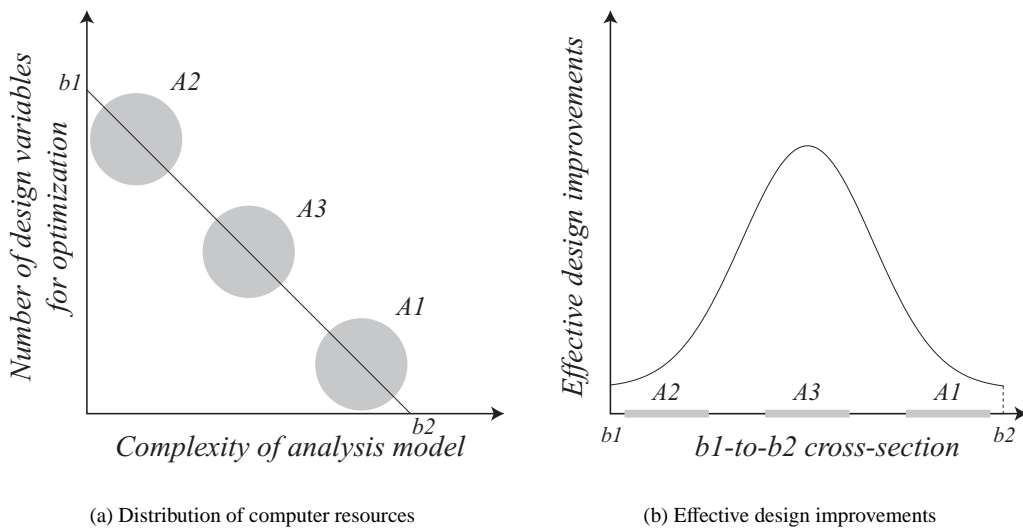 Number of design variables
for optimization
b1
A2
A3
A1
b2
Complexity of analysis model
(a) Distribution of computer resources
Effective design improvements
A2
A3
A1
b1
b2
b1-to-b2 cross-section
(b) Effective design improvements